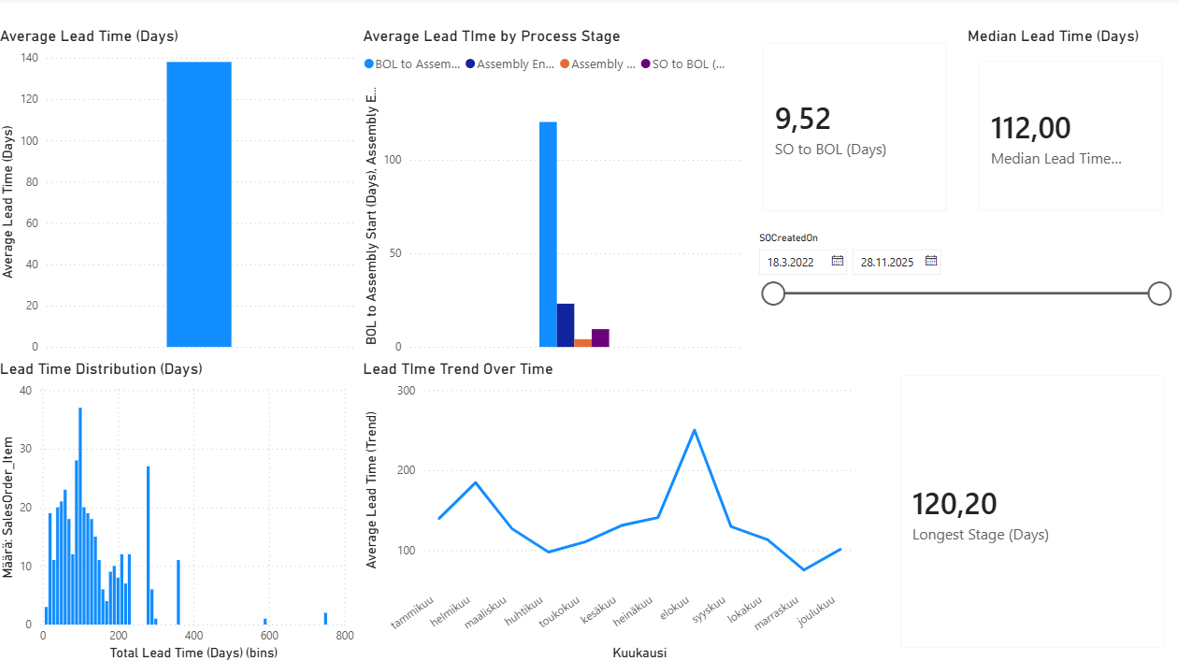 Average Lead Time (Days)
Average Lead Time (Days)
140
120
100
80
60
40
20
0
Average Lead TIme by Process Stage
BOL to Assem... Assembly En... Assembly ... SO to BOL (...
BOL to Assembly Start (Days), Assembly E...
100
50
0
9,52
SO to BOL (Days)
Median Lead Time (Days)
112,00
Median Lead Time...
SOCreatedOn
18.3.2022 28.11.2025
Lead Time Distribution (Days)
Määrä: SalesOrder_Item
40
30
20
10
0
0 200 400 600 800
Total Lead Time (Days) (bins)
Lead TIme Trend Over Time
Average Lead Time (Trend)
300
200
100
tammikuu helmikuu maaliskuu huhtikuu toukokuu kesäkuu heinäkuu elokuu syyskuu lokakuu marraskuu joulukuu
Kuukausi
120,20
Longest Stage (Days)